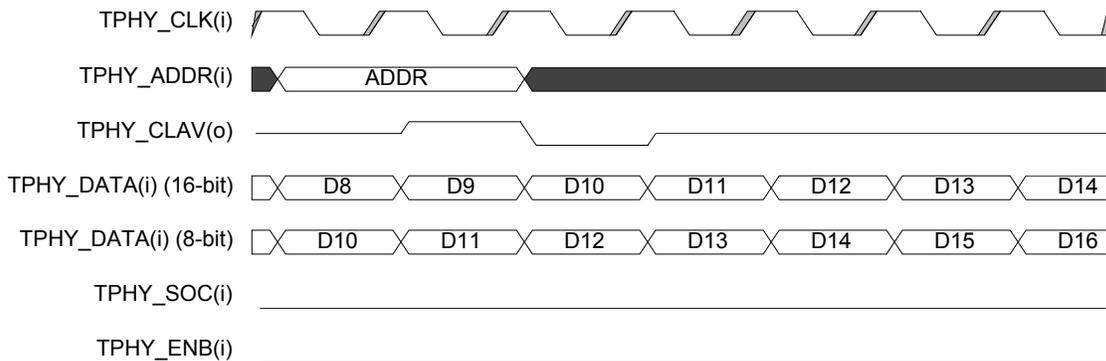 TPHY_CLK(i)
TPHY_ADDR(i) ADDR
TPHY_CLAV(o)
TPHY_DATA(i) (16-bit) D8 D9 D10 D11 D12 D13 D14
TPHY_DATA(i) (8-bit) D10 D11 D12 D13 D14 D15 D16
TPHY_SOC(i)
TPHY_ENB(i)